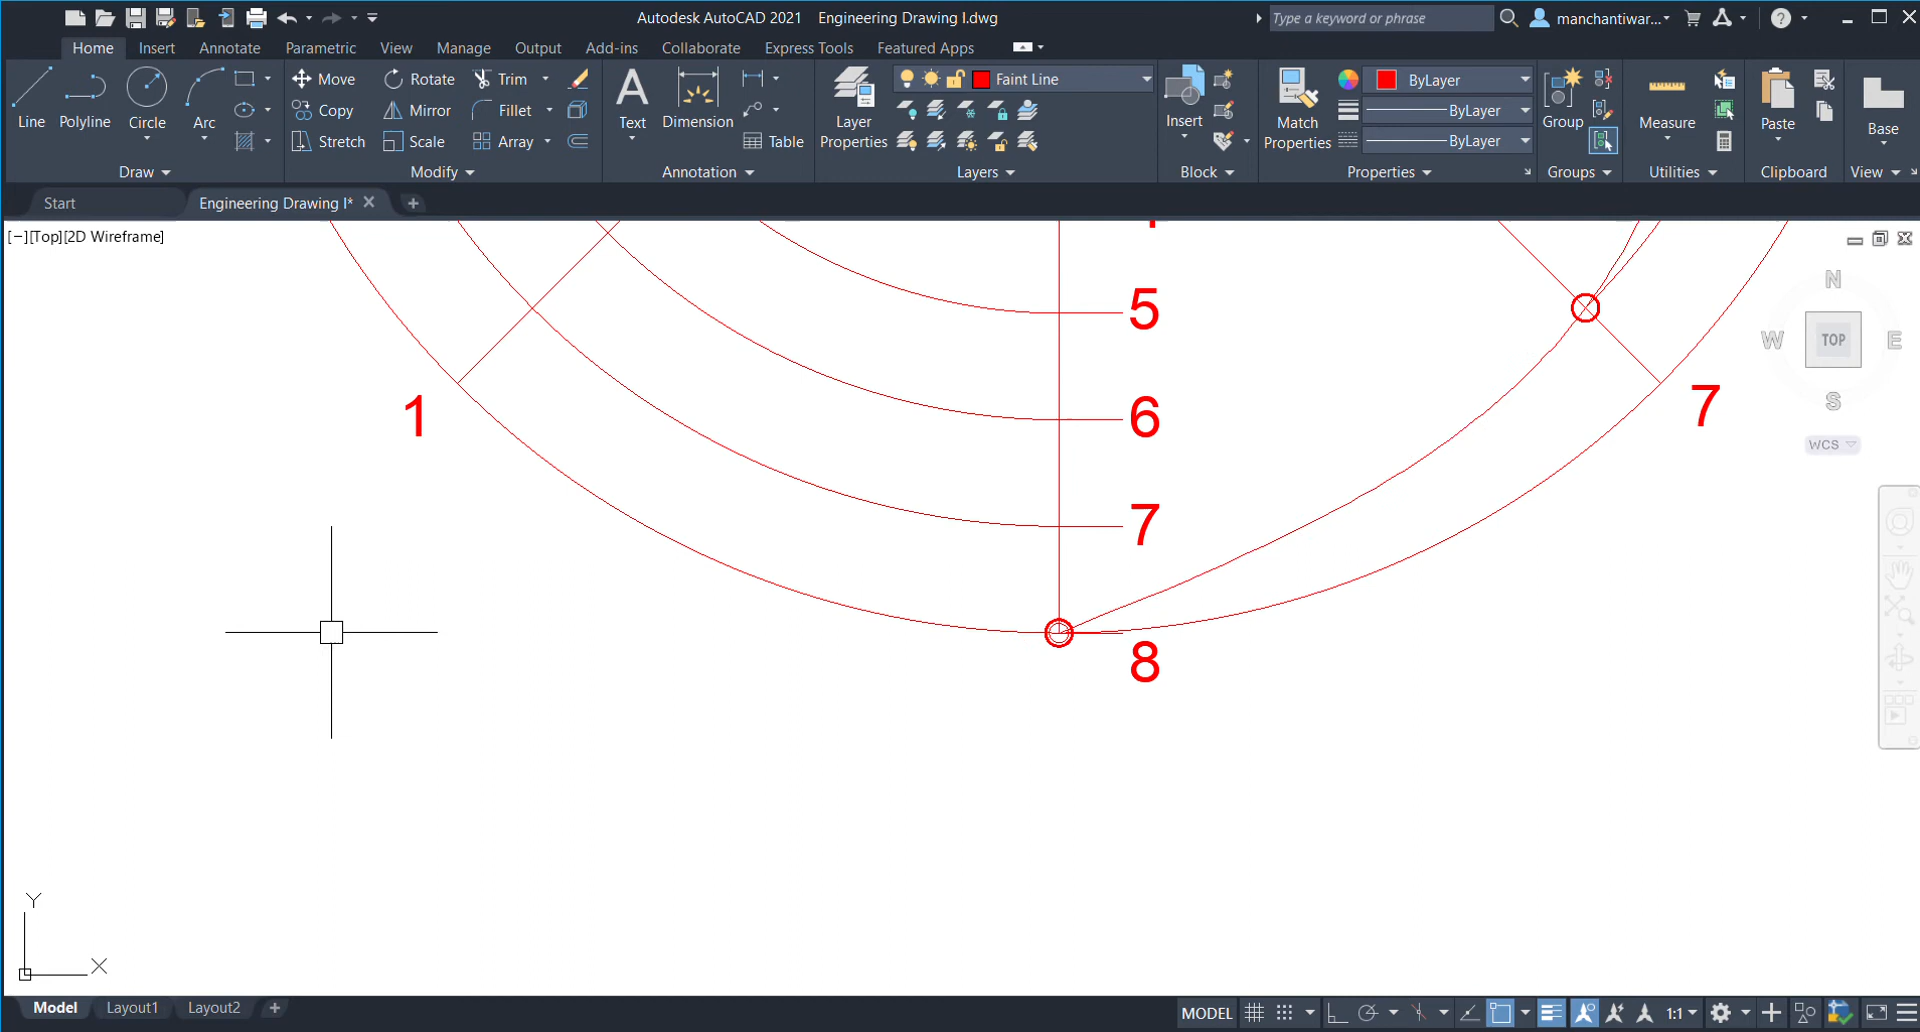 Autodesk AutoCAD 2021 Engineering Drawing I.dwg
Type a keyword or phrase
manchantiwar...
Home Insert Annotate Parametric View Manage Output Add-ins Collaborate Express Tools Featured Apps
Line Polyline Circle Arc
Move Rotate Trim
Copy Mirror Fillet
Stretch Scale Array
Text Dimension Table
Layer Properties
Faint Line
Insert
Match Properties
ByLayer
ByLayer
ByLayer
Group
Measure
Paste
Base
Draw Modify Annotation Layers Block Properties Groups Utilities Clipboard View
Start Engineering Drawing I*
[−][Top][2D Wireframe]
N
W TOP E
S
WCS
5
6
7
8
1
7
Y
X
Model Layout1 Layout2
MODEL 1:1